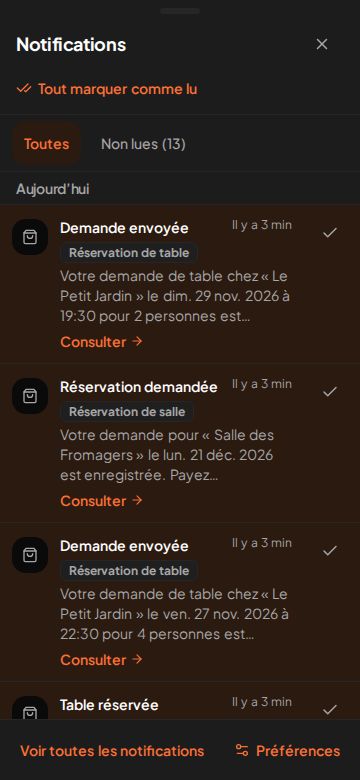 Notifications
Tout marquer comme lu
Toutes
Non lues (13)
Aujourd'hui
Demande envoyée
Il y a 3 min
Réservation de table
Votre demande de table chez « Le
Petit Jardin » le dim. 29 nov. 2026 à
19:30 pour 2 personnes est…
Consulter →
Réservation demandée
Il y a 3 min
Réservation de salle
Votre demande pour « Salle des
Fromagers » le lun. 21 déc. 2026
est enregistrée. Payez…
Consulter →
Demande envoyée
Il y a 3 min
Réservation de table
Votre demande de table chez « Le
Petit Jardin » le ven. 27 nov. 2026 à
22:30 pour 4 personnes est…
Consulter →
Table réservée
Il y a 3 min
Voir toutes les notifications
Préférences